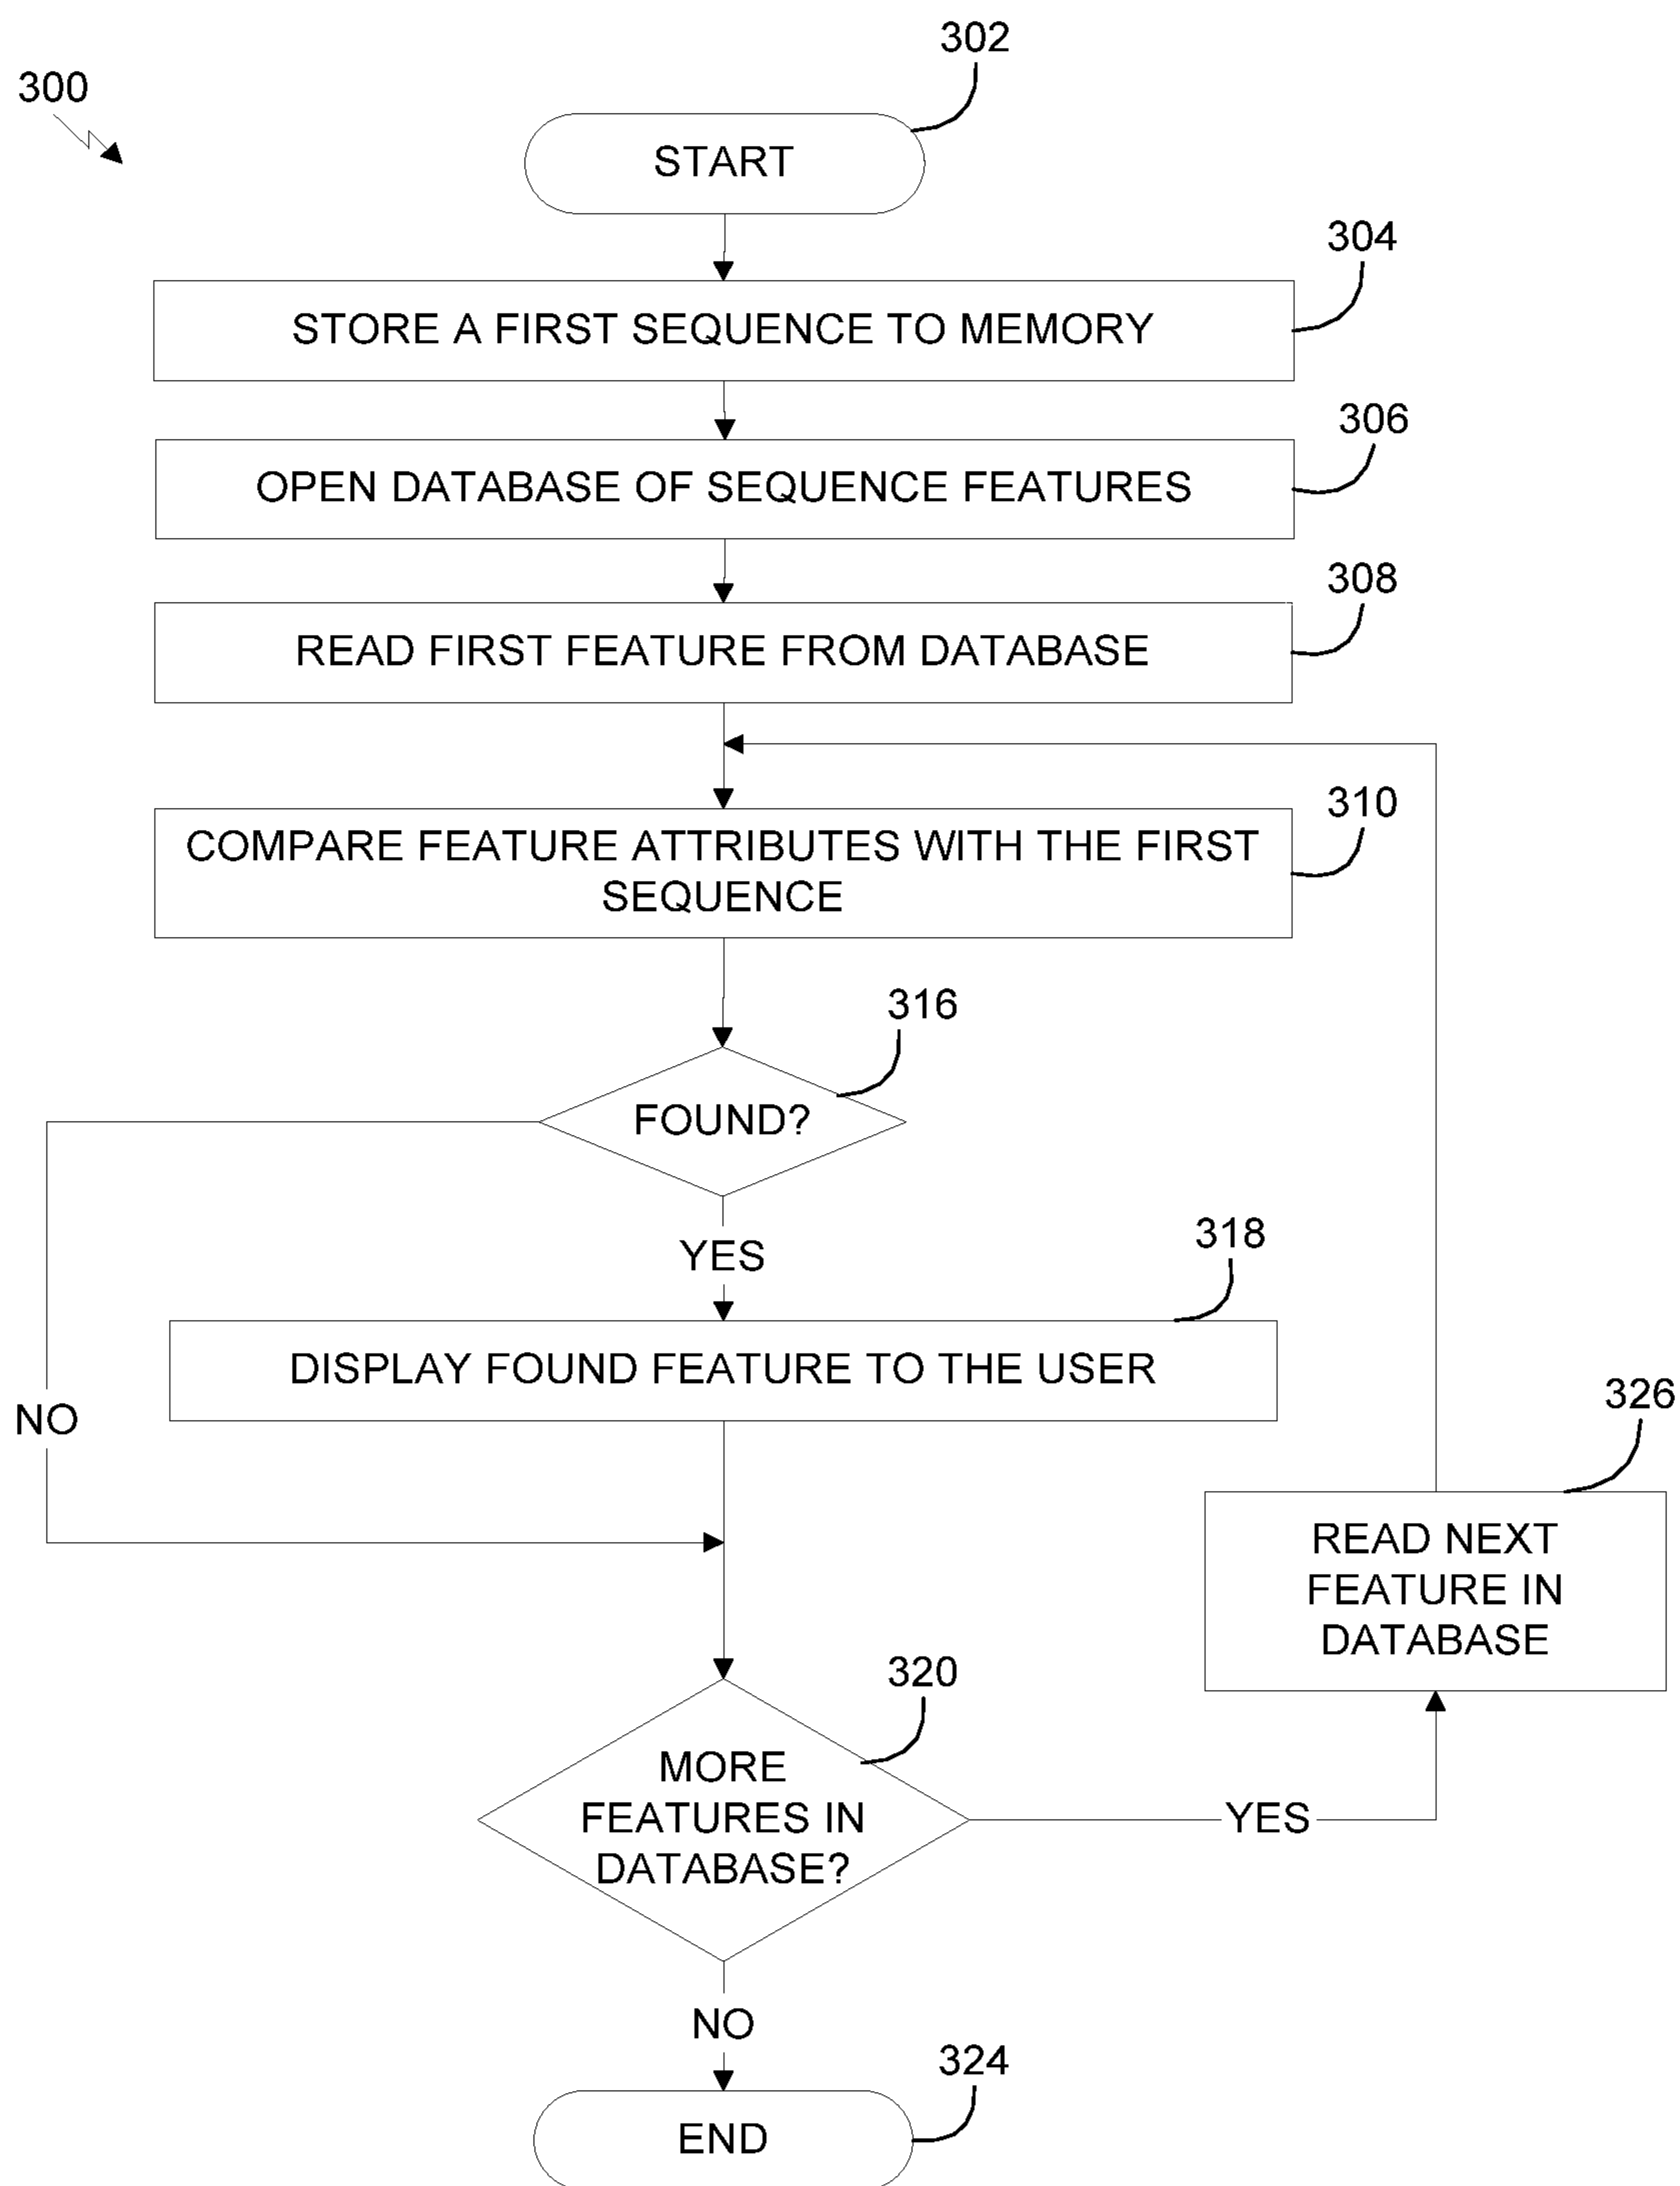 302
300
START
304
STORE A FIRST SEQUENCE TO MEMORY
306
OPEN DATABASE OF SEQUENCE FEATURES
308
READ FIRST FEATURE FROM DATABASE
310
COMPARE FEATURE ATTRIBUTES WITH THE FIRST
SEQUENCE
316
FOUND?
YES
318
DISPLAY FOUND FEATURE TO THE USER
NO
326
READ NEXT
FEATURE IN
DATABASE
320
MORE
FEATURES IN
DATABASE?
YES
NO
324
END